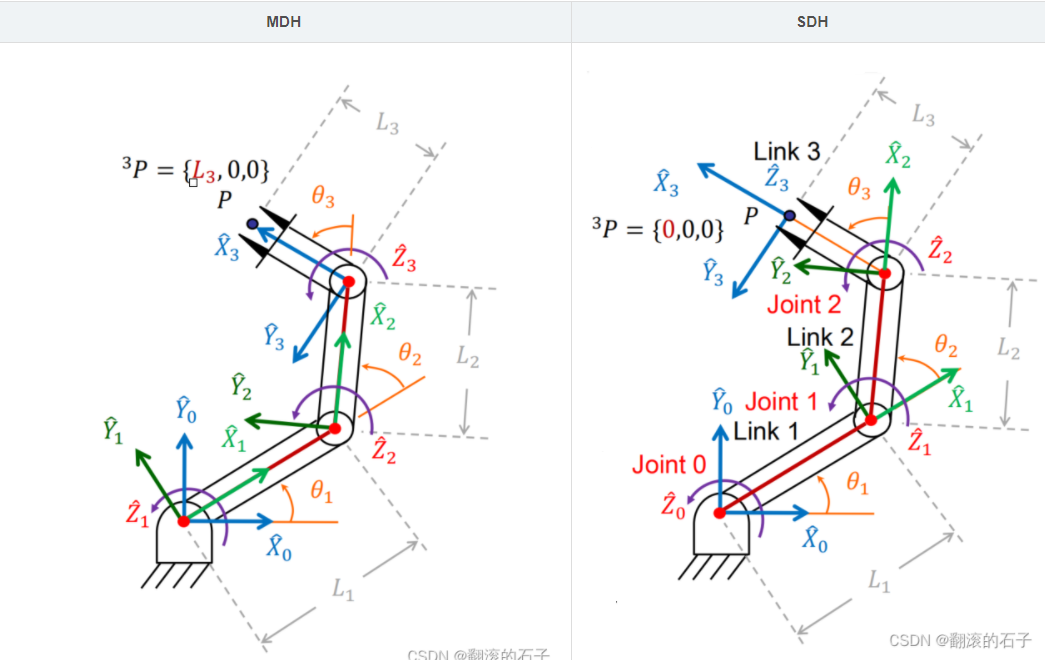 MDH
SDH
L₃
³P = {L₃, 0,0}
P
θ₃
X̂₃
Ẑ₃
X̂₂
Ŷ₃
θ₂
L₂
Ŷ₂
Ŷ₀
Ŷ₁
X̂₁
Ẑ₂
θ₁
Ẑ₁
X̂₀
L₁
CSDN @翻滚的石子
L₃
Link 3
X̂₂
X̂₃
Ẑ₃
θ₃
³P = {0,0,0}
P
Ẑ₂
Ŷ₃
Ŷ₂
Joint 2
Link 2
θ₂
L₂
Ŷ₁
X̂₁
Ŷ₀
Joint 1
Link 1
Ẑ₁
Joint 0
θ₁
Ẑ₀
X̂₀
L₁
CSDN @翻滚的石子